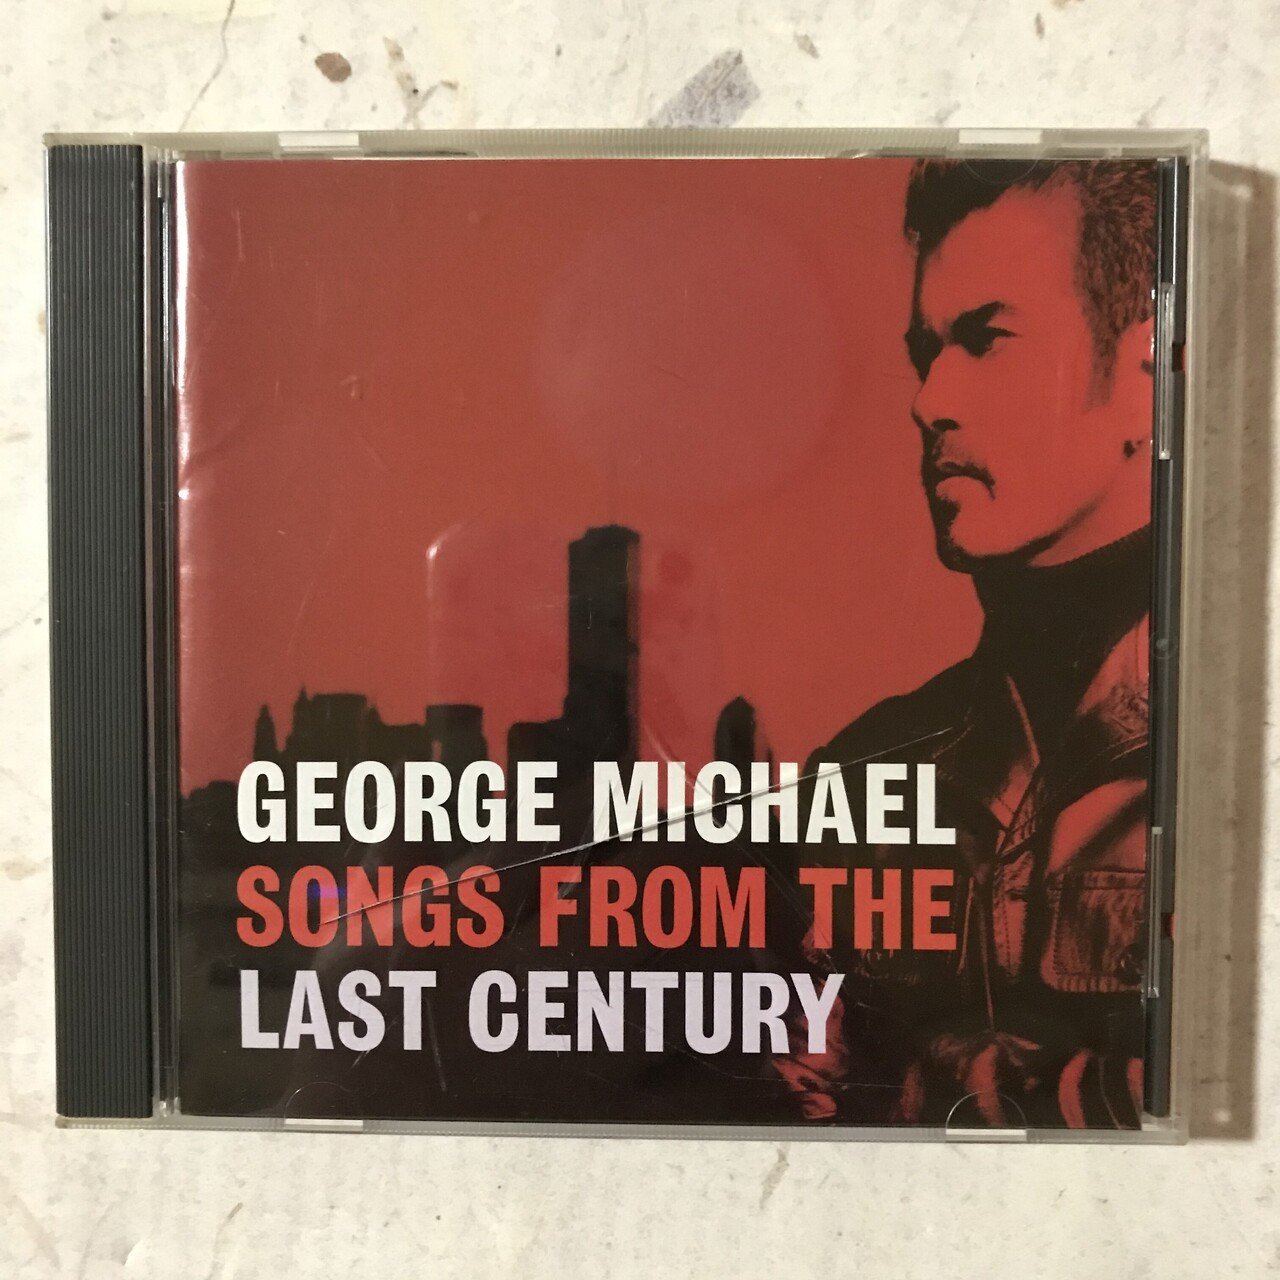 GEORGE MICHAEL
SONGS FROM THE
LAST CENTURY